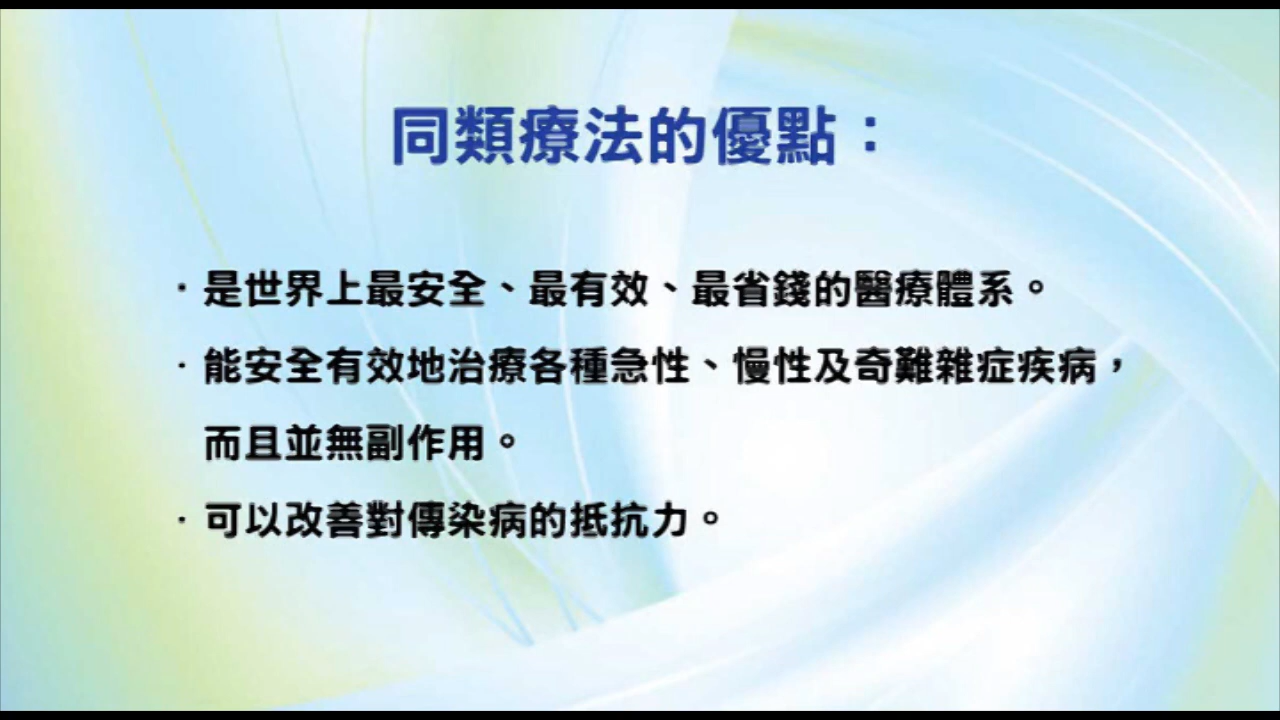 同類療法的優點：
·是世界上最安全、最有效、最省錢的醫療體系。
·能安全有效地治療各種急性、慢性及奇難雜症疾病，
而且並無副作用。
·可以改善對傳染病的抵抗力。